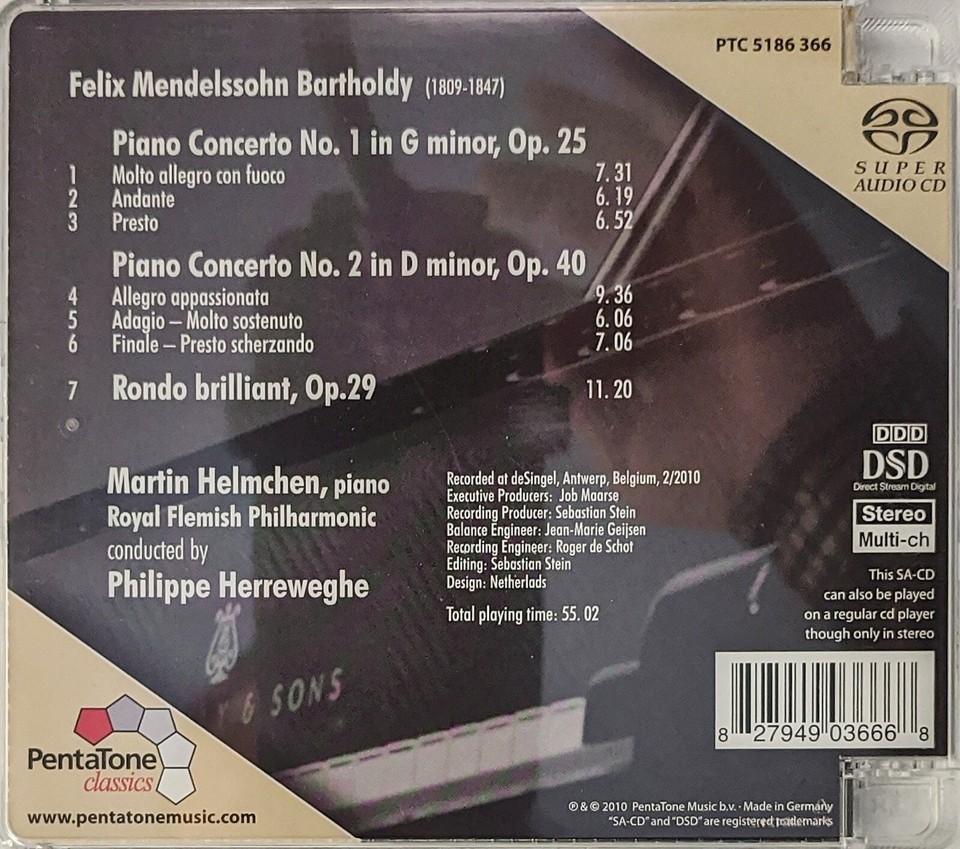 PTC 5186 366
SUPER
AUDIO CD
Felix Mendelssohn Bartholdy (1809-1847)
Piano Concerto No. 1 in G minor, Op. 25
1 Molto allegro con fuoco 7. 31
2 Andante 6. 19
3 Presto 6. 52
Piano Concerto No. 2 in D minor, Op. 40
4 Allegro appassionata 9. 36
5 Adagio – Molto sostenuto 6. 06
6 Finale – Presto scherzando 7. 06
7 Rondo brilliant, Op.29 11. 20
Martin Helmchen, piano
Royal Flemish Philharmonic
conducted by
Philippe Herreweghe
Recorded at deSingel, Antwerp, Belgium, 2/2010
Executive Producers: Job Maarse
Recording Producer: Sebastian Stein
Balance Engineer: Jean-Marie Geijsen
Recording Engineer: Roger de Schot
Editing: Sebastian Stein
Design: Netherlads
Total playing time: 55. 02
DDD
DSD
Direct Stream Digital
Stereo
Multi-ch
This SA-CD
can also be played
on a regular cd player
though only in stereo
8 27949 03666 8
Y & SONS
PentaTone
classics
www.pentatonemusic.com
℗ & © 2010 PentaTone Music b.v. · Made in Germany
“SA-CD” and “DSD” are registered trademarks